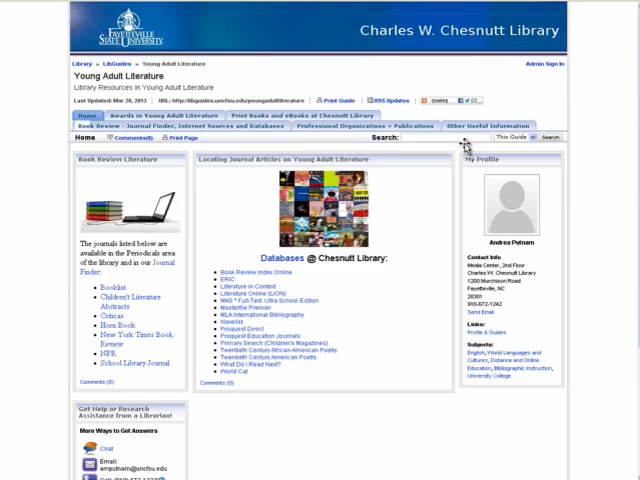 FAYETTEVILLE
STATE UNIVERSITY
Charles W. Chesnutt Library
Library » LibGuides » Young Adult Literature
Admin Sign In
Young Adult Literature
Library Resources in Young Adult Literature
Last Updated: Mar 28, 2013 | URL: http://libguides.uncfsu.edu/youngadultliterature | Print Guide | RSS Updates | SHARE
Home Awards in Young Adult Literature Print Books and eBooks at Chesnutt Library
Book Review - Journal Finder, Internet Sources and Databases Professional Organizations + Publications Other Useful Information
Home Comments(0) Print Page Search: This Guide Search
Book Review Literature
The journals listed below are
available in the Periodicals area
of the library and in our Journal
Finder:
Booklist
Children's Literature
Abstracts
Criticas
Horn Book
New York Times Book
Review
NPR
School Library Journal
Comments (0)
Get Help or Research
Assistance from a Librarian!
More Ways to Get Answers
Chat
Email:
amputnam@uncfsu.edu
Locating Journal Articles on Young Adult Literature
Databases @ Chesnutt Library:
Book Review Index Online
ERIC
Literature in Context
Literature Online (LION)
MAS * Full-Text: Ultra School Edition
Masterfile Premier
MLA International Bibliography
Novelist
Proquest Direct
Proquest Education Journals
Primary Search (Children's Magazines)
Twentieth Century African-American Poetry
Twentieth Century American Poetry
What Do I Read Next?
World Cat
Comments (0)
My Profile
Andrea Putnam
Contact Info
Media Center, 2nd Floor
Charles W. Chesnutt Library
1200 Murchison Road
Fayetteville, NC
28301
910-672-1242
Send Email
Links:
Profile & Guides
Subjects:
English, World Languages and
Cultures, Distance and Online
Education, Bibliographic Instruction,
University College.